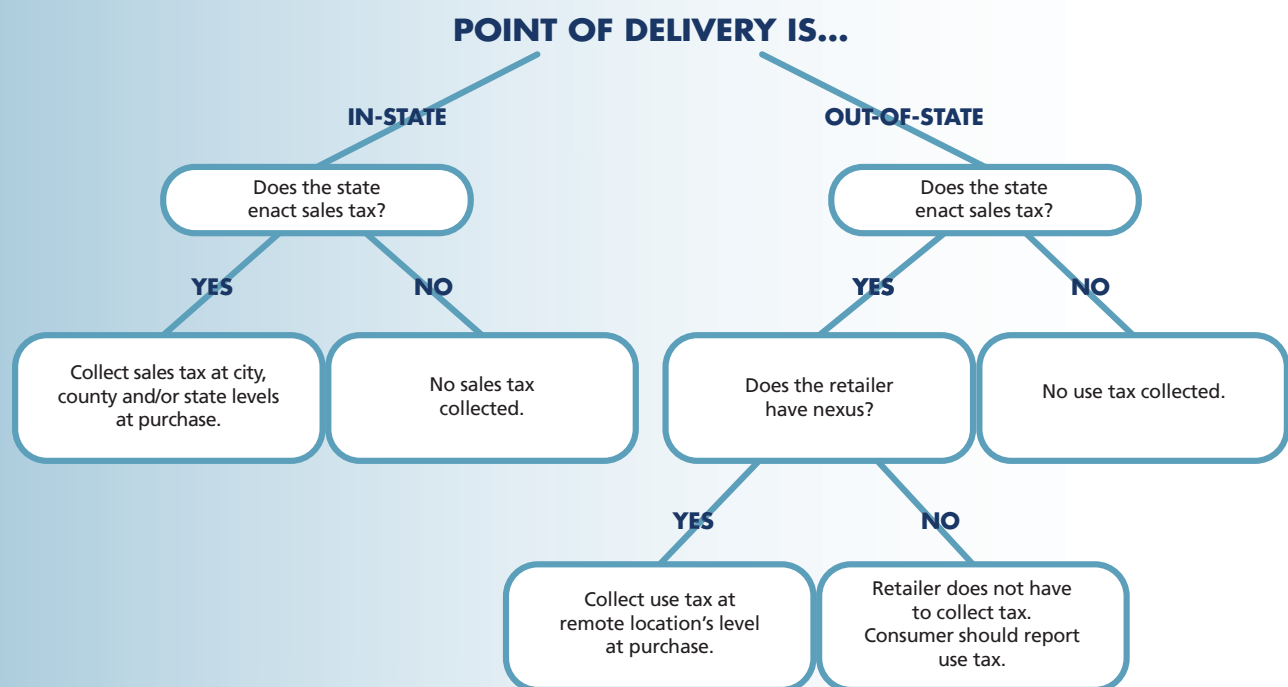 POINT OF DELIVERY IS...
IN-STATE
OUT-OF-STATE
Does the state
enact sales tax?
Does the state
enact sales tax?
YES
NO
YES
NO
Collect sales tax at city,
county and/or state levels
at purchase.
No sales tax
collected.
Does the retailer
have nexus?
No use tax collected.
YES
NO
Collect use tax at
remote location's level
at purchase.
Retailer does not have
to collect tax.
Consumer should report
use tax.